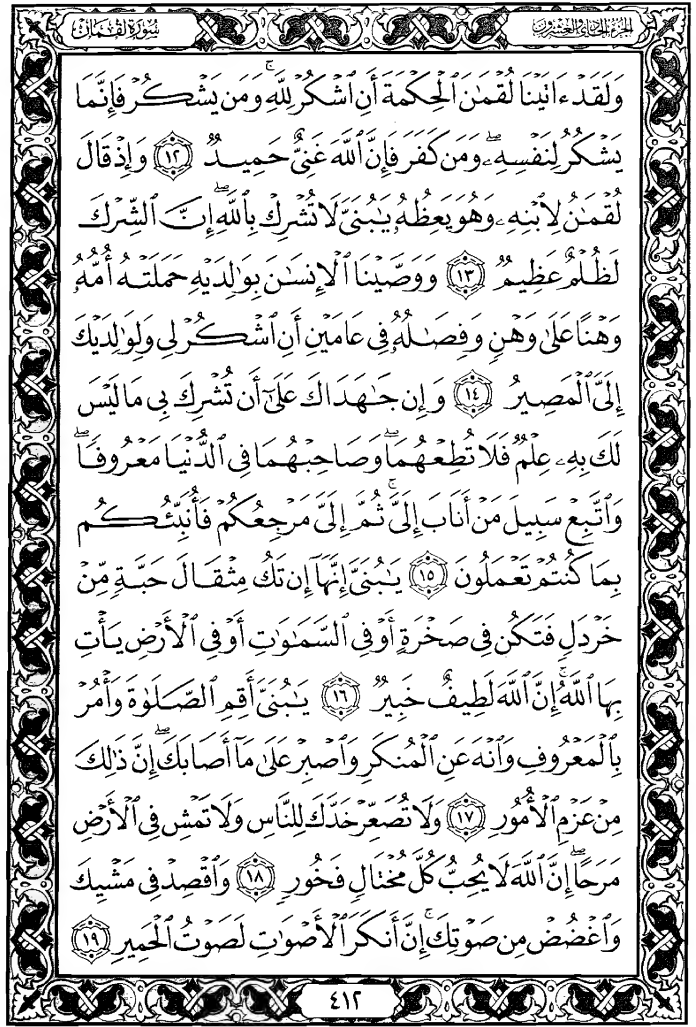 الجزء الحادي والعشرون
سورة لقمان
وَلَقَدْ ءَاتَيْنَا لُقْمَـٰنَ ٱلْحِكْمَةَ أَنِ ٱشْكُرْ لِلَّهِ ۚ وَمَن يَشْكُرْ فَإِنَّمَا
يَشْكُرُ لِنَفْسِهِۦ ۖ وَمَن كَفَرَ فَإِنَّ ٱللَّهَ غَنِىٌّ حَمِيدٌ ١٢ وَإِذْ قَالَ
لُقْمَـٰنُ لِٱبْنِهِۦ وَهُوَ يَعِظُهُۥ يَـٰبُنَىَّ لَا تُشْرِكْ بِٱللَّهِ ۖ إِنَّ ٱلشِّرْكَ
لَظُلْمٌ عَظِيمٌ ١٣ وَوَصَّيْنَا ٱلْإِنسَـٰنَ بِوَٰلِدَيْهِ حَمَلَتْهُ أُمُّهُۥ
وَهْنًا عَلَىٰ وَهْنٍ وَفِصَـٰلُهُۥ فِى عَامَيْنِ أَنِ ٱشْكُرْ لِى وَلِوَٰلِدَيْكَ
إِلَىَّ ٱلْمَصِيرُ ١٤ وَإِن جَـٰهَدَاكَ عَلَىٰٓ أَن تُشْرِكَ بِى مَا لَيْسَ
لَكَ بِهِۦ عِلْمٌ فَلَا تُطِعْهُمَا ۖ وَصَاحِبْهُمَا فِى ٱلدُّنْيَا مَعْرُوفًا ۖ
وَٱتَّبِعْ سَبِيلَ مَنْ أَنَابَ إِلَىَّ ۚ ثُمَّ إِلَىَّ مَرْجِعُكُمْ فَأُنَبِّئُكُم
بِمَا كُنتُمْ تَعْمَلُونَ ١٥ يَـٰبُنَىَّ إِنَّهَآ إِن تَكُ مِثْقَالَ حَبَّةٍ مِّنْ
خَرْدَلٍ فَتَكُن فِى صَخْرَةٍ أَوْ فِى ٱلسَّمَـٰوَٰتِ أَوْ فِى ٱلْأَرْضِ يَأْتِ
بِهَا ٱللَّهُ ۚ إِنَّ ٱللَّهَ لَطِيفٌ خَبِيرٌ ١٦ يَـٰبُنَىَّ أَقِمِ ٱلصَّلَوٰةَ وَأْمُرْ
بِٱلْمَعْرُوفِ وَٱنْهَ عَنِ ٱلْمُنكَرِ وَٱصْبِرْ عَلَىٰ مَآ أَصَابَكَ ۖ إِنَّ ذَٰلِكَ
مِنْ عَزْمِ ٱلْأُمُورِ ١٧ وَلَا تُصَعِّرْ خَدَّكَ لِلنَّاسِ وَلَا تَمْشِ فِى ٱلْأَرْضِ
مَرَحًا ۖ إِنَّ ٱللَّهَ لَا يُحِبُّ كُلَّ مُخْتَالٍ فَخُورٍ ١٨ وَٱقْصِدْ فِى مَشْيِكَ
وَٱغْضُضْ مِن صَوْتِكَ ۚ إِنَّ أَنكَرَ ٱلْأَصْوَٰتِ لَصَوْتُ ٱلْحَمِيرِ ١٩
٤١٢